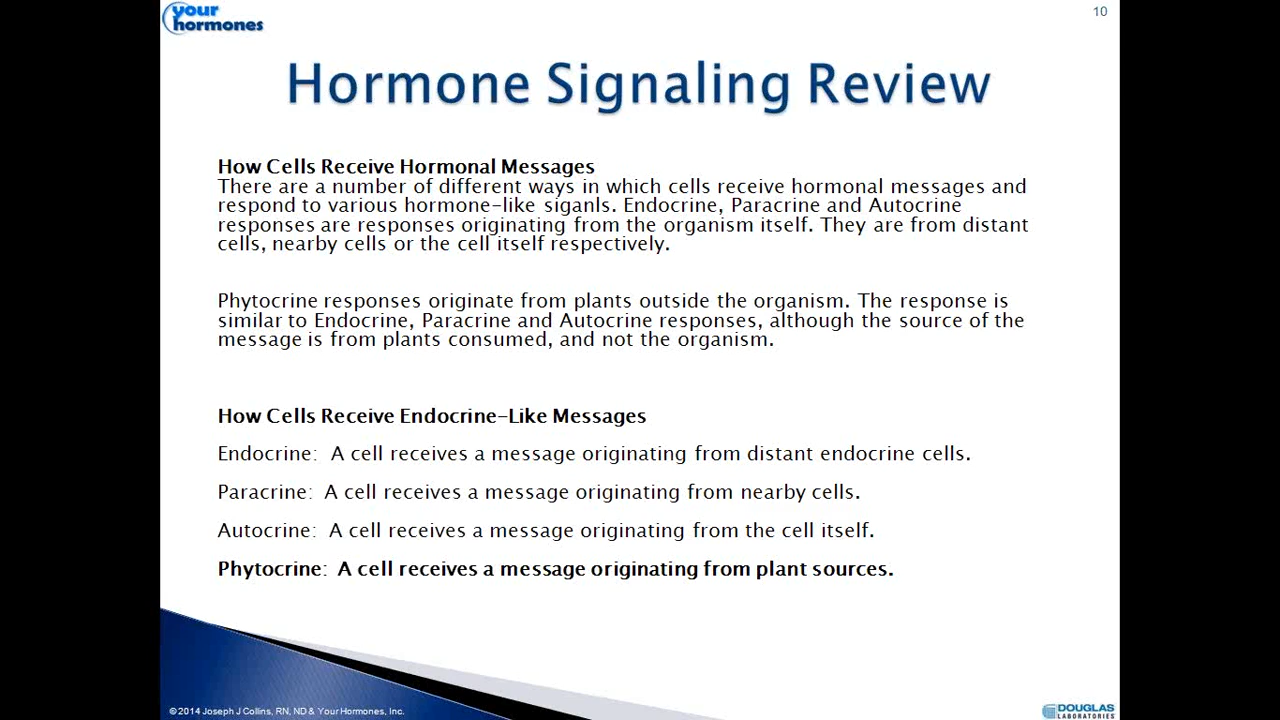 your
hormones
10
Hormone Signaling Review
How Cells Receive Hormonal Messages
There are a number of different ways in which cells receive hormonal messages and
respond to various hormone-like siganls. Endocrine, Paracrine and Autocrine
responses are responses originating from the organism itself. They are from distant
cells, nearby cells or the cell itself respectively.
Phytocrine responses originate from plants outside the organism. The response is
similar to Endocrine, Paracrine and Autocrine responses, although the source of the
message is from plants consumed, and not the organism.
How Cells Receive Endocrine-Like Messages
Endocrine: A cell receives a message originating from distant endocrine cells.
Paracrine: A cell receives a message originating from nearby cells.
Autocrine: A cell receives a message originating from the cell itself.
Phytocrine: A cell receives a message originating from plant sources.
© 2014 Joseph J Collins, RN, ND & Your Hormones, Inc.
DOUGLAS
LABORATORIES